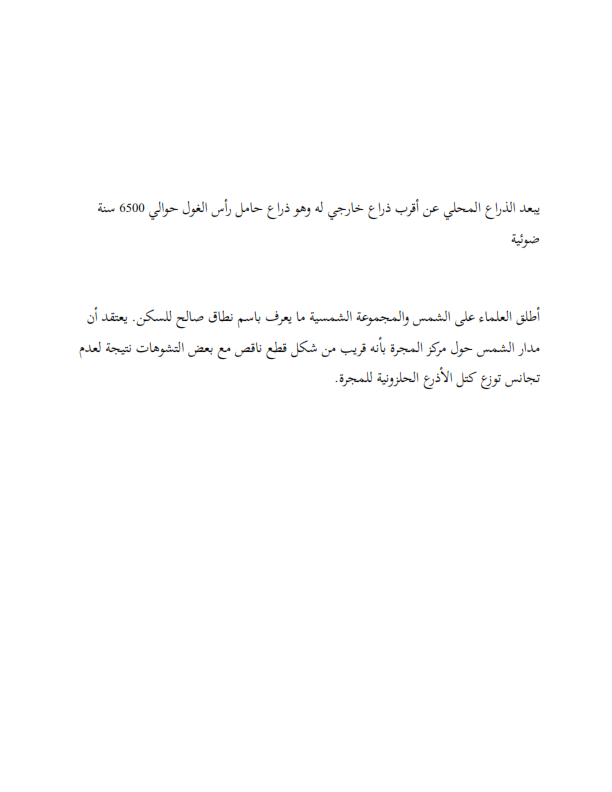 يبعد الذراع المحلي عن أقرب ذراع خارجي له وهو ذراع حامل رأس الغول حوالي 6500 سنة
ضوئية
أطلق العلماء على الشمس والمجموعة الشمسية ما يعرف باسم نطاق صالح للسكن. يعتقد أن
مدار الشمس حول مركز المجرة بأنه قريب من شكل قطع ناقص مع بعض التشوهات نتيجة لعدم
تجانس توزع كتل الأذرع الحلزونية للمجرة.